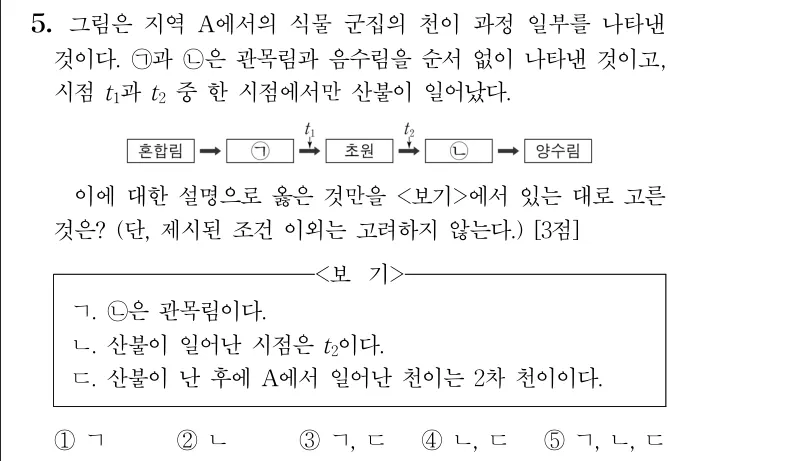 5. 그림은 지역 A에서의 식물 군집의 천이 과정 일부를 나타낸
것이다. ㉠과 ㉡은 관목림과 음수림을 순서 없이 나타낸 것이고,
시점 t₁과 t₂ 중 한 시점에서만 산불이 일어났다.
t₁ t₂
혼합림 → ㉠ → 초원 → ㉡ → 양수림
이에 대한 설명으로 옳은 것만을 <보기>에서 있는 대로 고른
것은? (단, 제시된 조건 이외는 고려하지 않는다.) [3점]
<보 기>
ㄱ. ㉡은 관목림이다.
ㄴ. 산불이 일어난 시점은 t₂이다.
ㄷ. 산불이 난 후에 A에서 일어난 천이는 2차 천이이다.
① ㄱ ② ㄴ ③ ㄱ, ㄷ ④ ㄴ, ㄷ ⑤ ㄱ, ㄴ, ㄷ